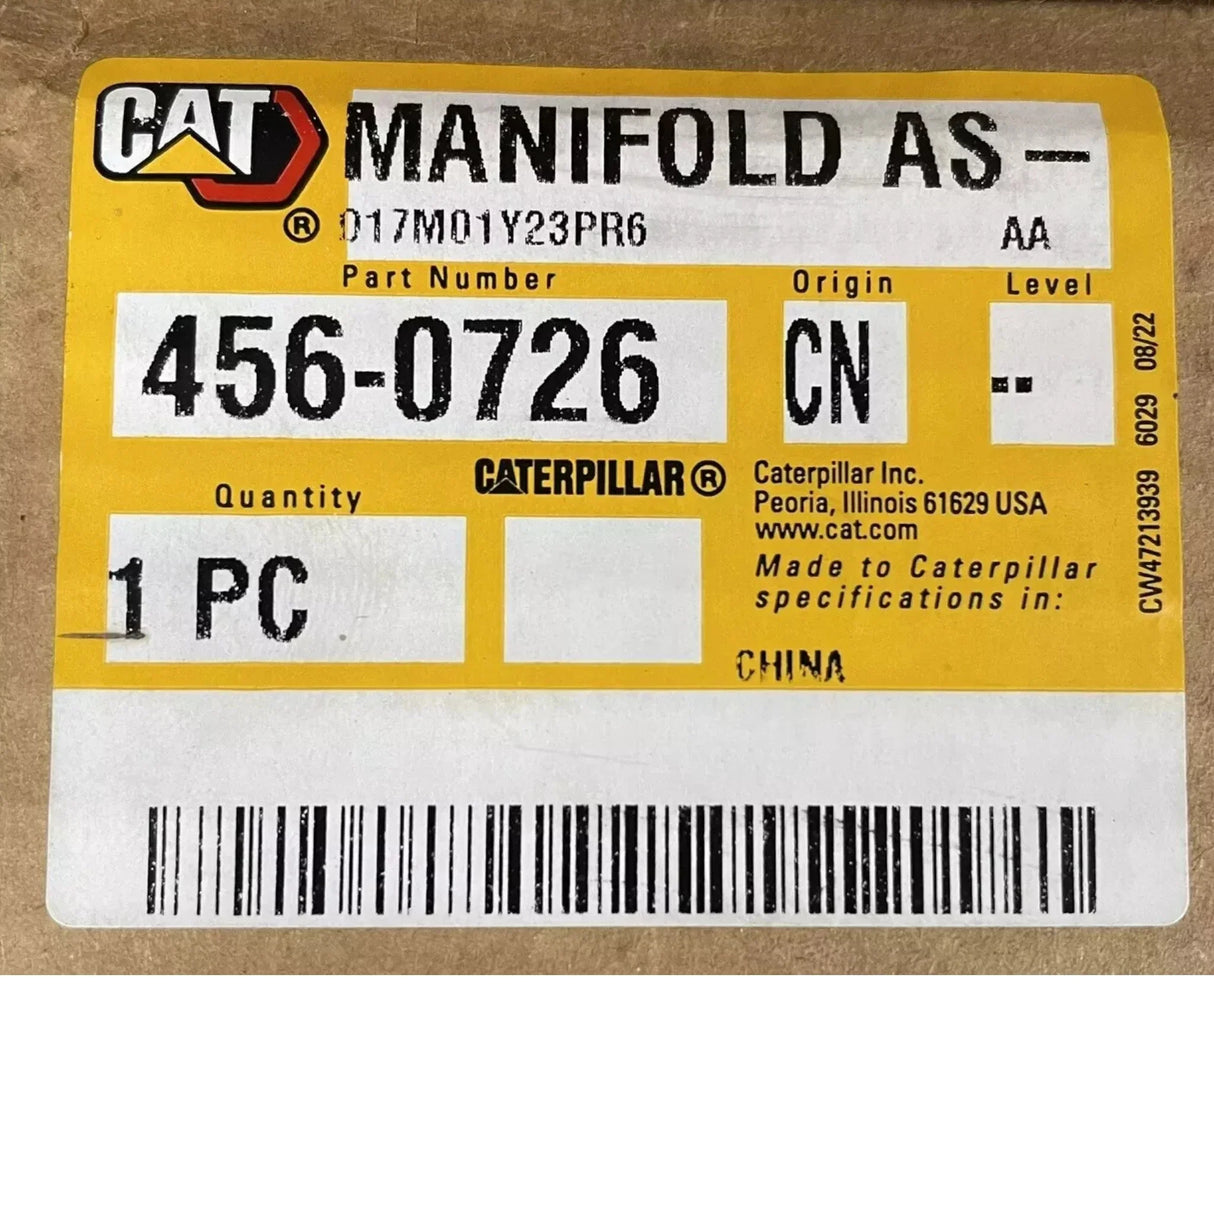 CAT
®
MANIFOLD AS-
017M01Y23PR6 AA
Part Number Origin Level
456-0726 CN --
Quantity
1 PC
CATERPILLAR®
Caterpillar Inc.
Peoria, Illinois 61629 USA
www.cat.com
Made to Caterpillar
specifications in:
CHINA
CW47213939 6029 08/22